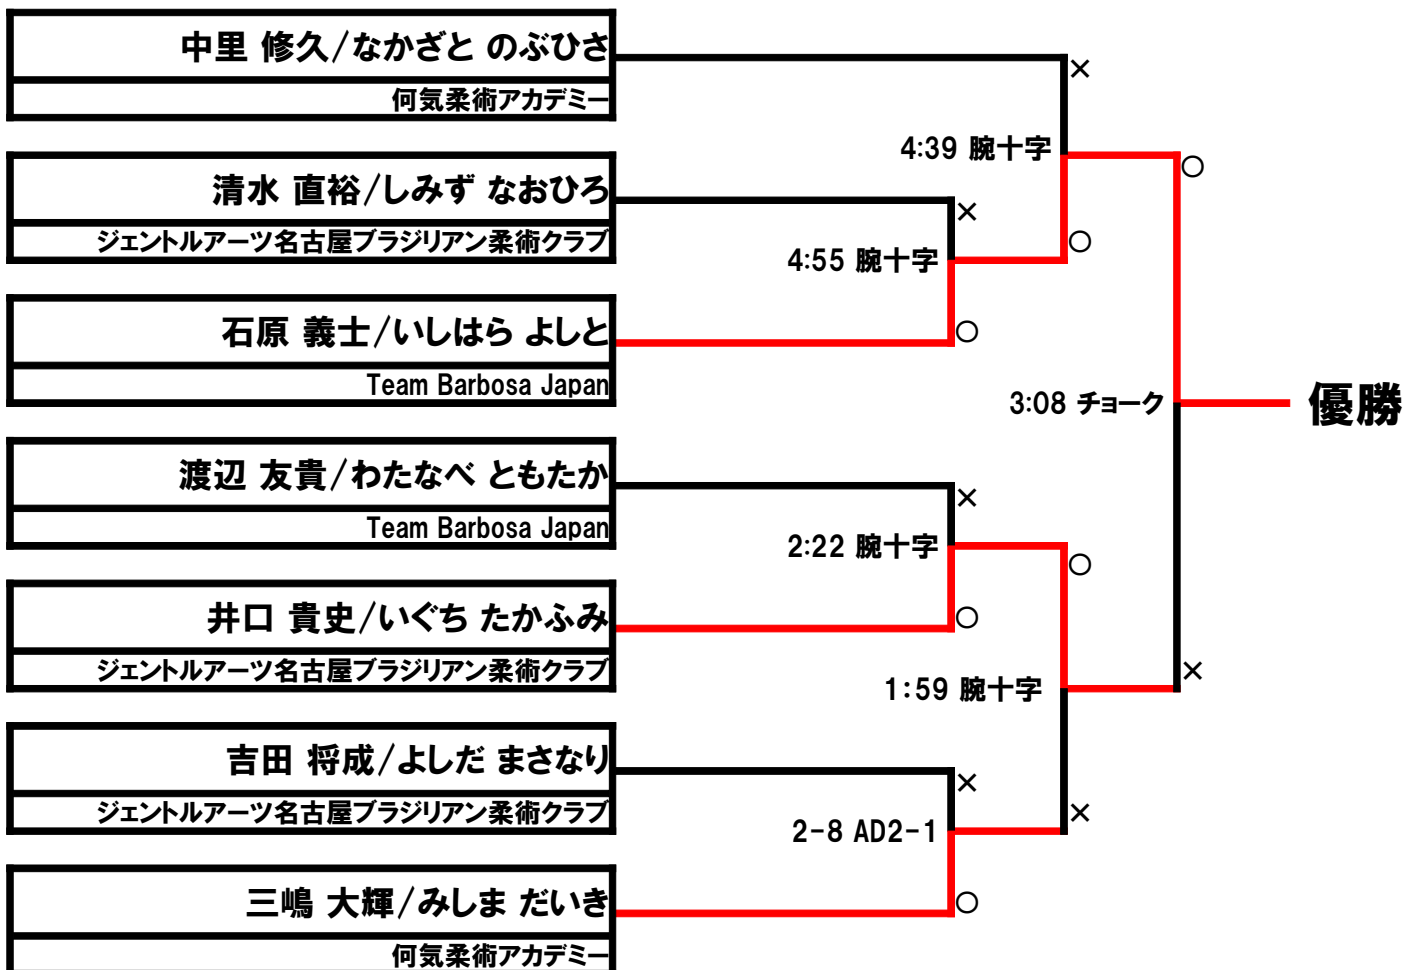 中里 修久/なかざと のぶひさ
何気柔術アカデミー
×
4:39 腕十字
○
清水 直裕/しみず なおひろ
ジェントルアーツ名古屋ブラジリアン柔術クラブ
×
○
4:55 腕十字
石原 義士/いしはら よしと
○
Team Barbosa Japan
3:08 チョーク
優勝
渡辺 友貴/わたなべ ともたか
×
Team Barbosa Japan
2:22 腕十字
○
井口 貴史/いぐち たかふみ
○
ジェントルアーツ名古屋ブラジリアン柔術クラブ
×
1:59 腕十字
吉田 将成/よしだ まさなり
×
ジェントルアーツ名古屋ブラジリアン柔術クラブ
×
2-8 AD2-1
三嶋 大輝/みしま だいき
○
何気柔術アカデミー